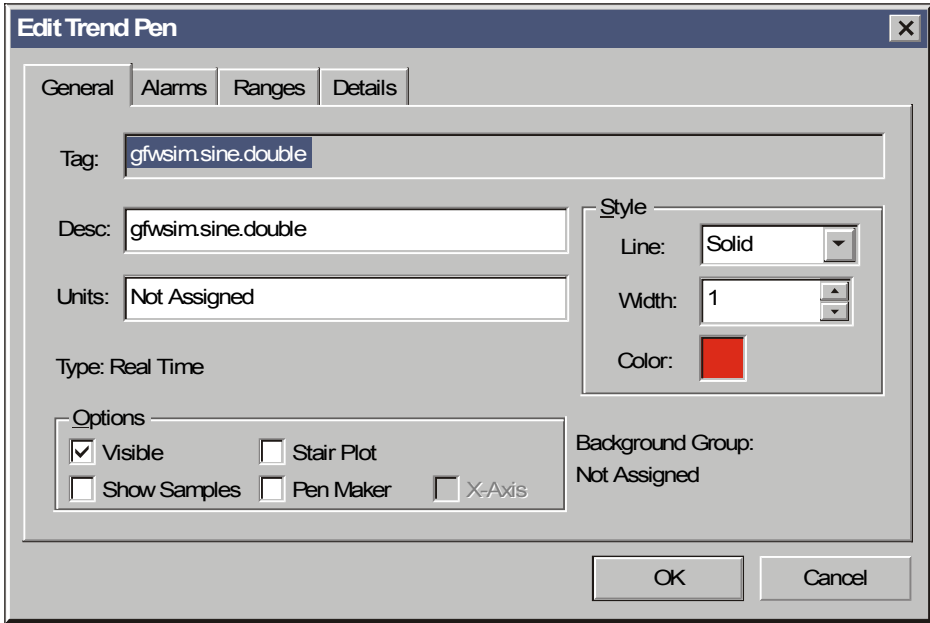 Edit Trend Pen
General Alarms Ranges Details
Tag: gfwsim.sine.double
Desc: gfwsim.sine.double
Units: Not Assigned
Type: Real Time
Style
Line: Solid
Width: 1
Color:
Options
Visible Stair Plot
Show Samples Pen Maker X-Axis
Background Group:
Not Assigned
OK Cancel